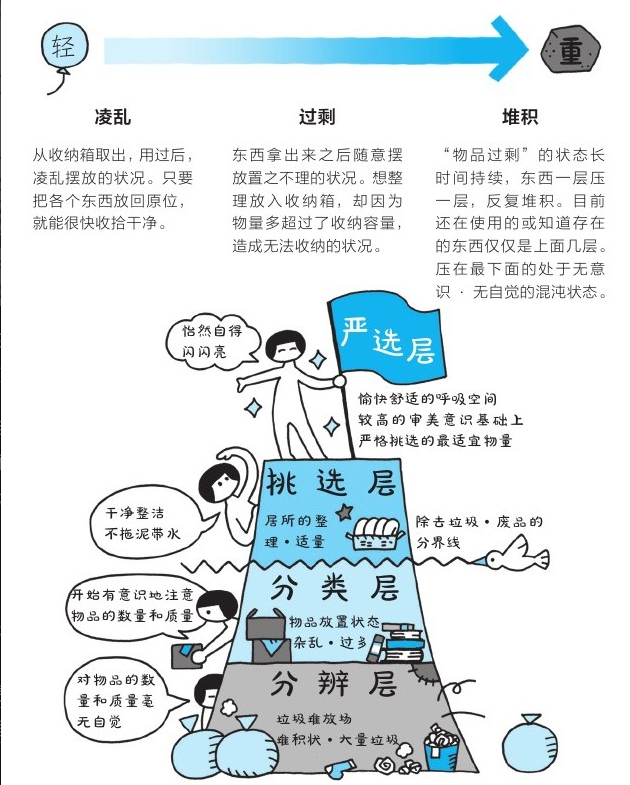 轻
重
凌乱
从收纳箱取出，用过后，
凌乱摆放的状况。只要
把各个东西放回原位，
就能很快收拾干净。
过剩
东西拿出来之后随意摆
放置之不理的状况。想整
理放入收纳箱，却因为
物量多超过了收纳容量，
造成无法收纳的状况。
堆积
“物品过剩”的状态长
时间持续，东西一层压
一层，反复堆积。目前
还在使用的或知道存在
的东西仅仅是上面几层。
压在最下面的处于无意
识·无自觉的混沌状态。
怡然自得
闪闪亮
严选层
愉快舒适的呼吸空间
较高的审美意识基础上
严格挑选的最适宜物量
挑选层
居所的整
理·适量
干净整洁
不拖泥带水
除去垃圾·废品的
分界线
分类层
物品放置状态
杂乱·过多
开始有意识地注意
物品的数量和质量
分辨层
垃圾堆放场
堆积状·大量垃圾
对物品的数
量和质量毫
无自觉